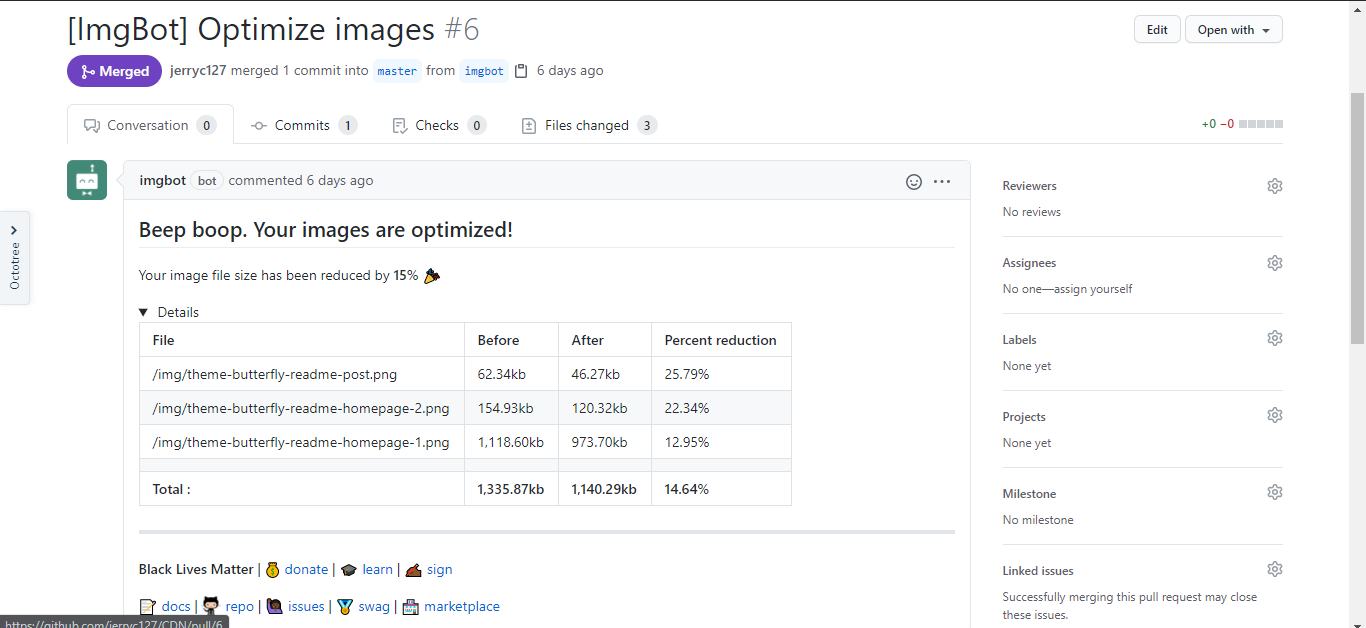 [ImgBot] Optimize images #6
Edit
Open with
Merged
jerryc127 merged 1 commit into master from imgbot 6 days ago
Conversation 0
Commits 1
Checks 0
Files changed 3
+0 −0
Octotree
imgbot bot commented 6 days ago
Beep boop. Your images are optimized!
Your image file size has been reduced by 15% 🎉
Details
File Before After Percent reduction
/img/theme-butterfly-readme-post.png 62.34kb 46.27kb 25.79%
/img/theme-butterfly-readme-homepage-2.png 154.93kb 120.32kb 22.34%
/img/theme-butterfly-readme-homepage-1.png 1,118.60kb 973.70kb 12.95%
Total : 1,335.87kb 1,140.29kb 14.64%
Black Lives Matter | 💰 donate | 🎓 learn | ✍🏾 sign
📝 docs | repo | 🙋🏾 issues | 🏅 swag | 🏪 marketplace
Reviewers
No reviews
Assignees
No one—assign yourself
Labels
None yet
Projects
None yet
Milestone
No milestone
Linked issues
Successfully merging this pull request may close
these issues.
https://github.com/jerryc127/CDN/pull/6